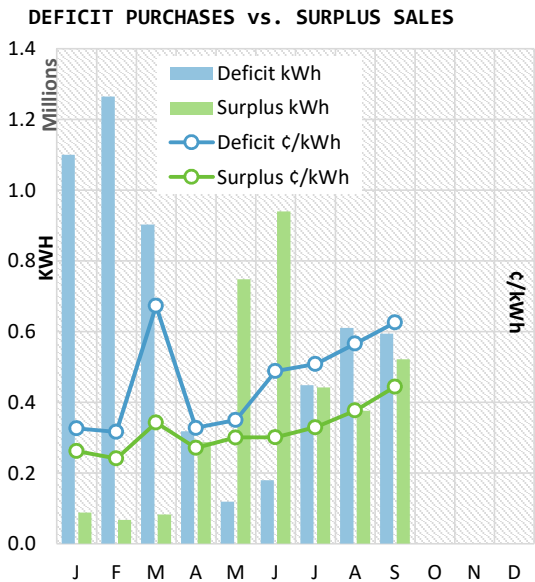 DEFICIT PURCHASES vs. SURPLUS SALES
1.4
1.2
1.0
0.8
0.6
0.4
0.2
0.0
Millions
KWH
Deficit kWh
Surplus kWh
Deficit ¢/kWh
Surplus ¢/kWh
¢/kWh
J F M A M J J A S O N D